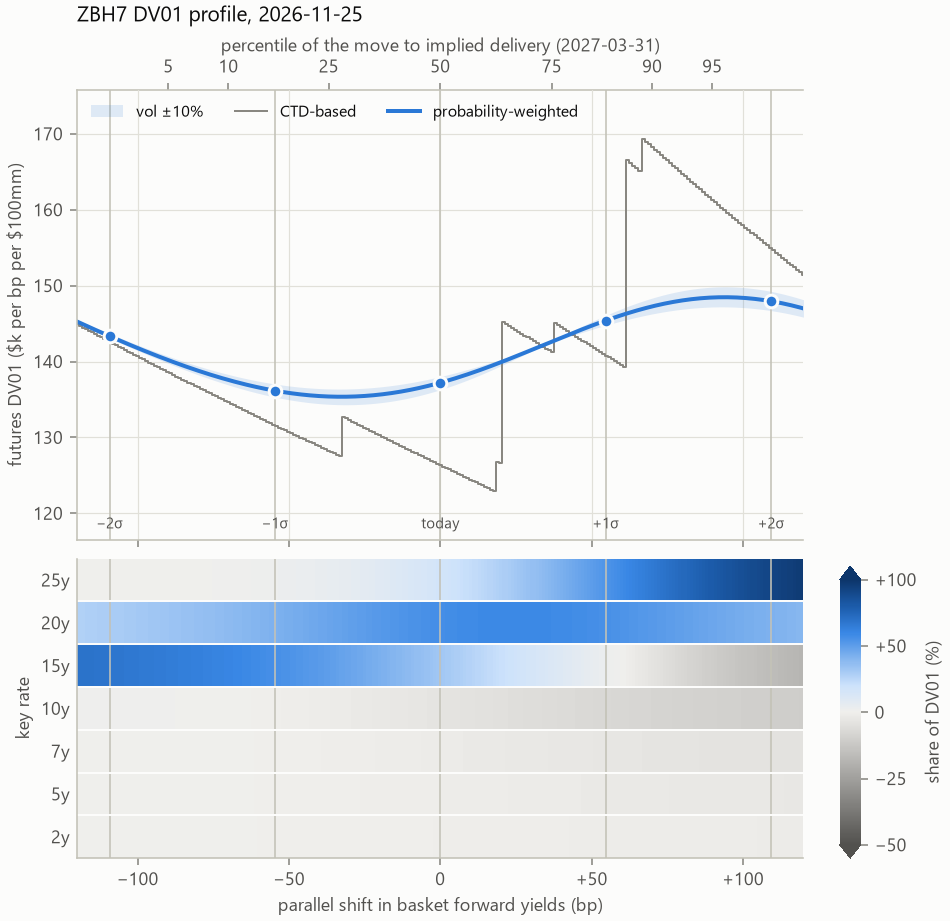 ZBH7 DV01 profile, 2026-11-25
percentile of the move to implied delivery (2027-03-31)
5 10 25 50 75 90 95
vol ±10% CTD-based probability-weighted
futures DV01 ($k per bp per $100mm)
170
160
150
140
130
120
−2σ −1σ today +1σ +2σ
key rate
25y
20y
15y
10y
7y
5y
2y
−100 −50 0 +50 +100
parallel shift in basket forward yields (bp)
+100
+50
0
−25
−50
share of DV01 (%)